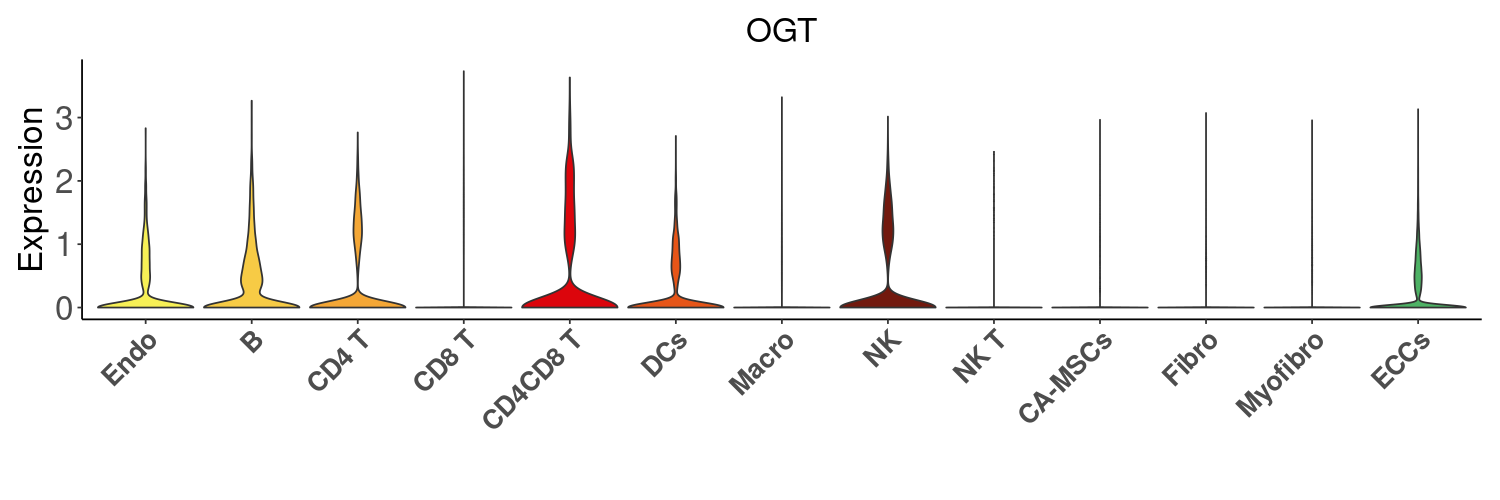 OGT
Expression
3
2
1
0
Endo
B
CD4 T
CD8 T
CD4CD8 T
DCs
Macro
NK
NK T
CA-MSCs
Fibro
Myofibro
ECCs